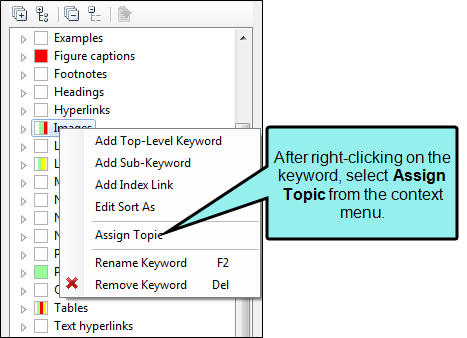 Examples
Figure captions
Footnotes
Headings
Hyperlinks
Images
Add Top-Level Keyword
Add Sub-Keyword
Add Index Link
Edit Sort As
Assign Topic
Rename Keyword F2
Remove Keyword Del
Tables
Text hyperlinks
After right-clicking on the
keyword, select Assign
Topic from the context
menu.